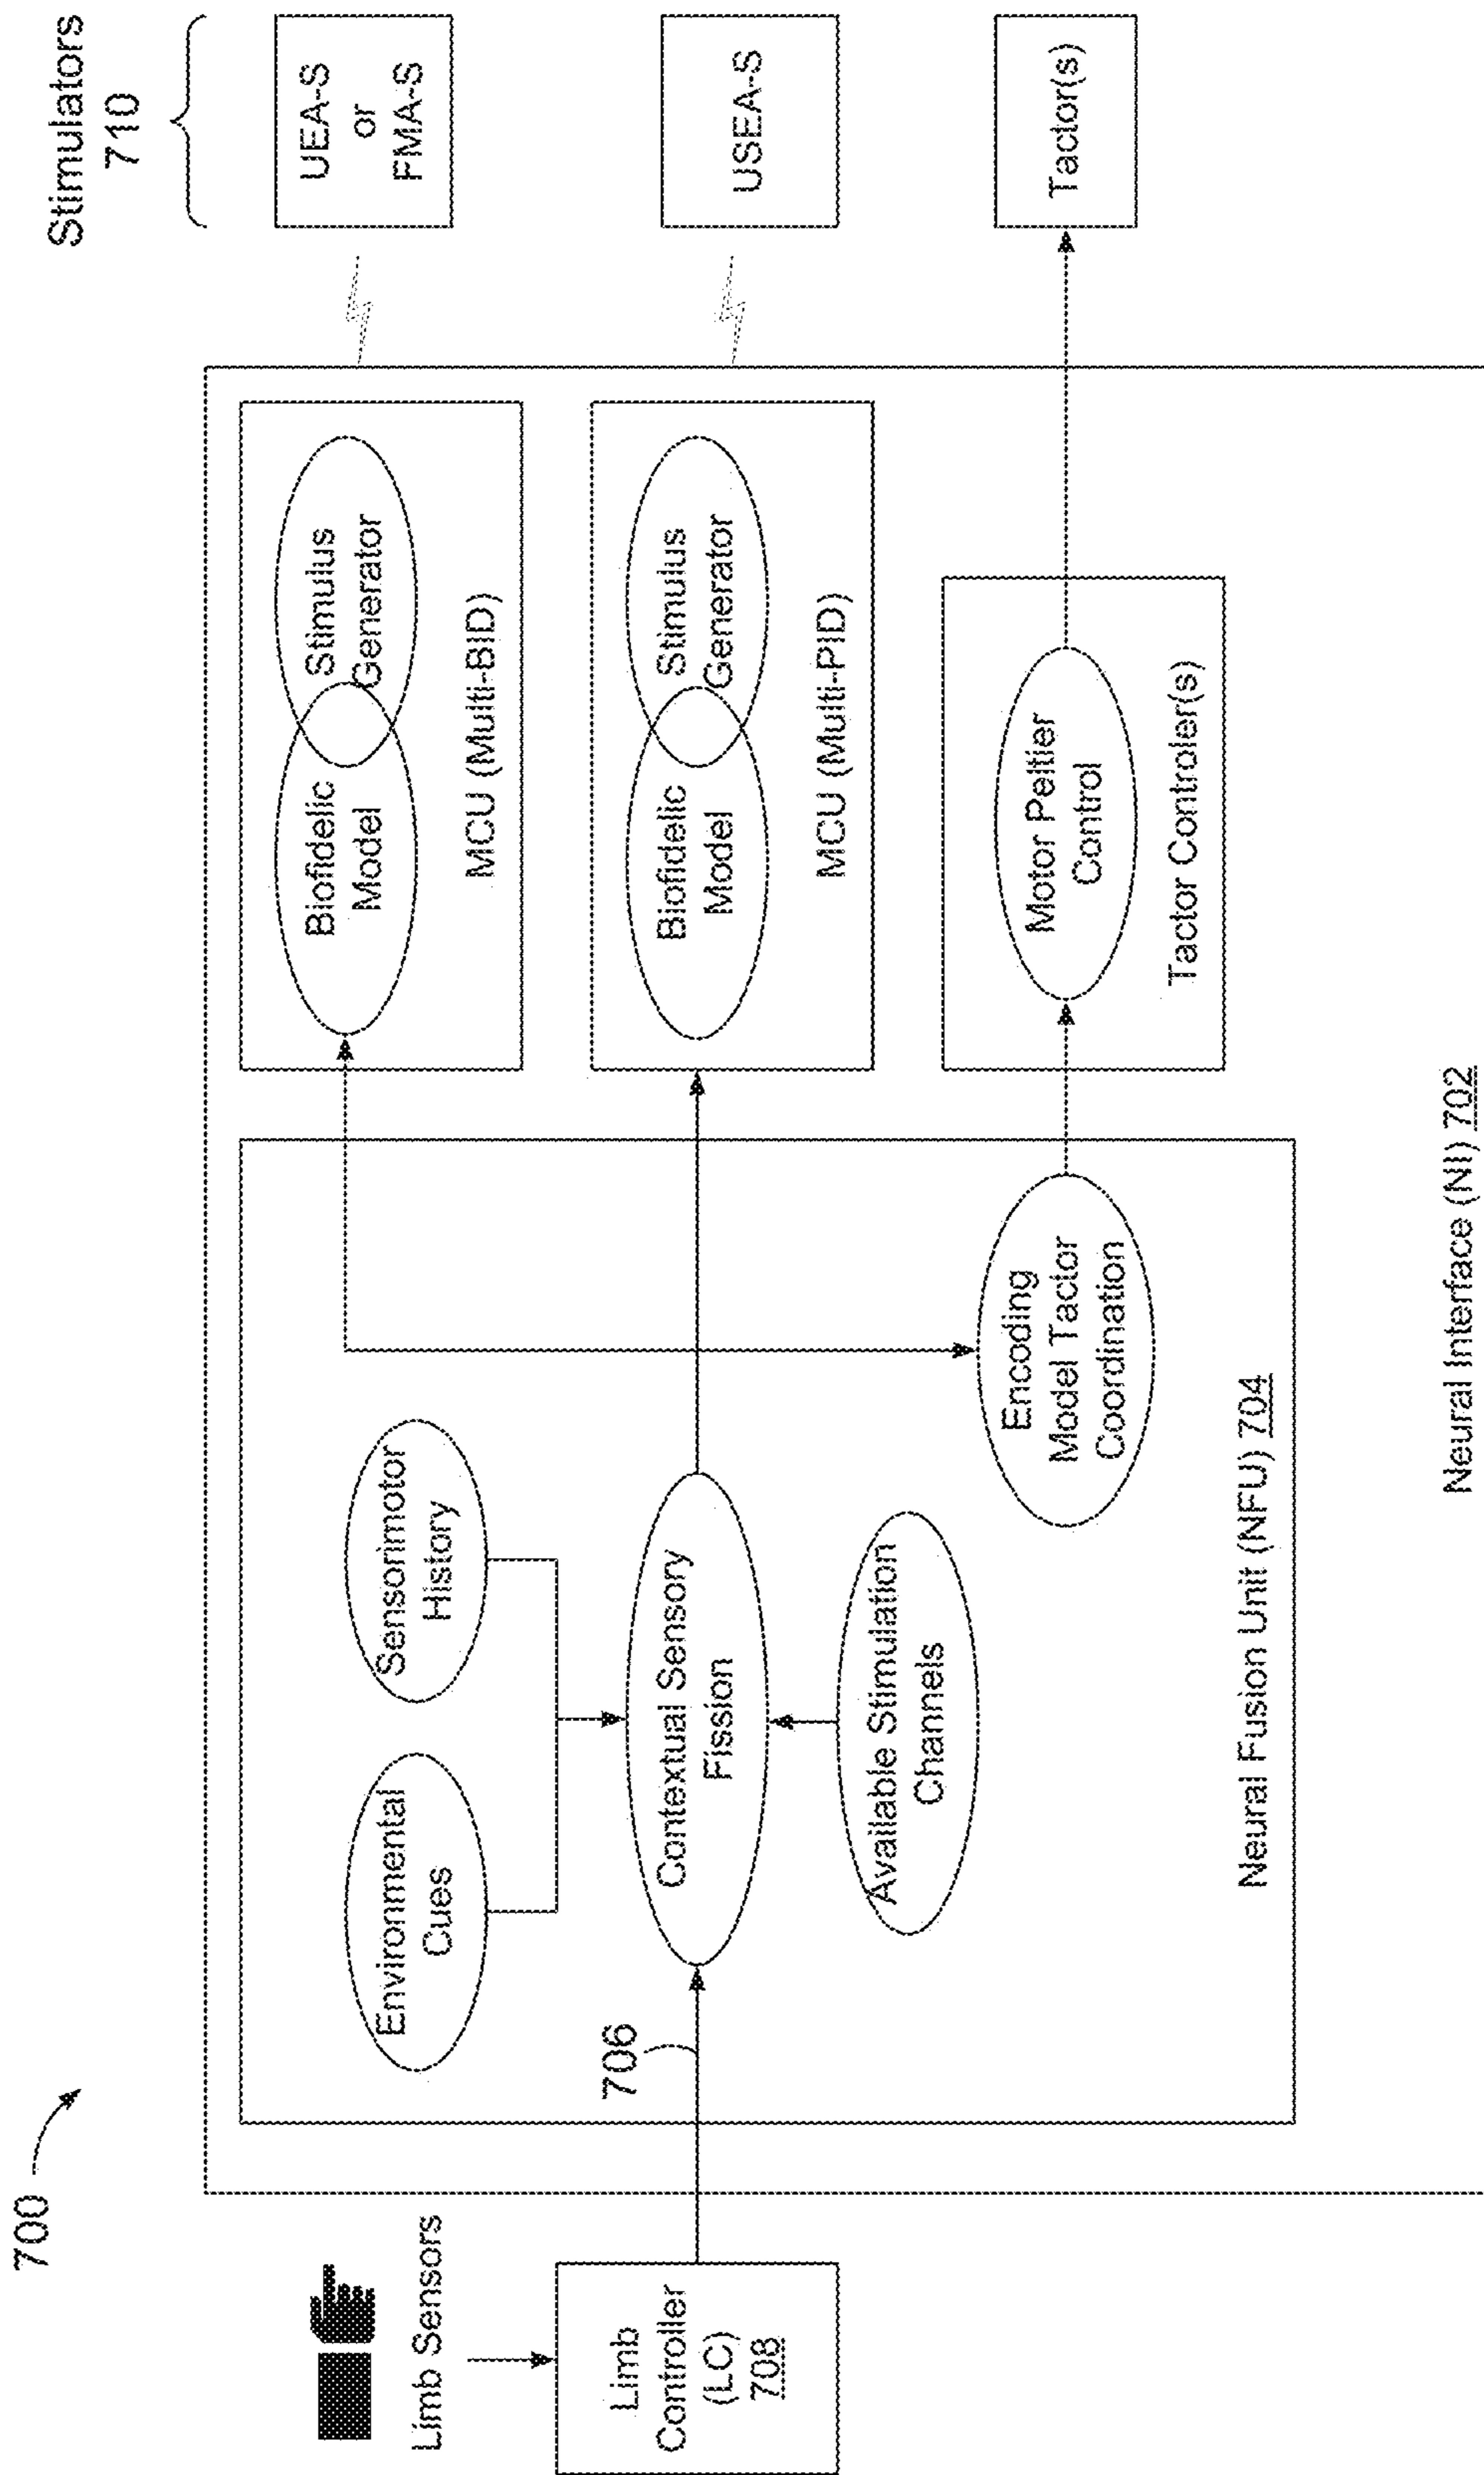 700
Limb Sensors
Limb
Controller
(LC)
708
706
Environmental
Cues
Sensorimotor
History
Contextual Sensory
Fission
Available Stimulation
Channels
Encoding
Model Tactor
Coordination
Neural Fusion Unit (NFU) 704
Biofidelic
Model
Stimulus
Generator
MCU (Multi-BID)
Biofidelic
Model
Stimulus
Generator
MCU (Multi-PID)
Motor Peltier
Control
Tactor Controler(s)
Neural Interface (NI) 702
Stimulators
710
UEA-S
or
FMA-S
USEA-S
Tactor(s)